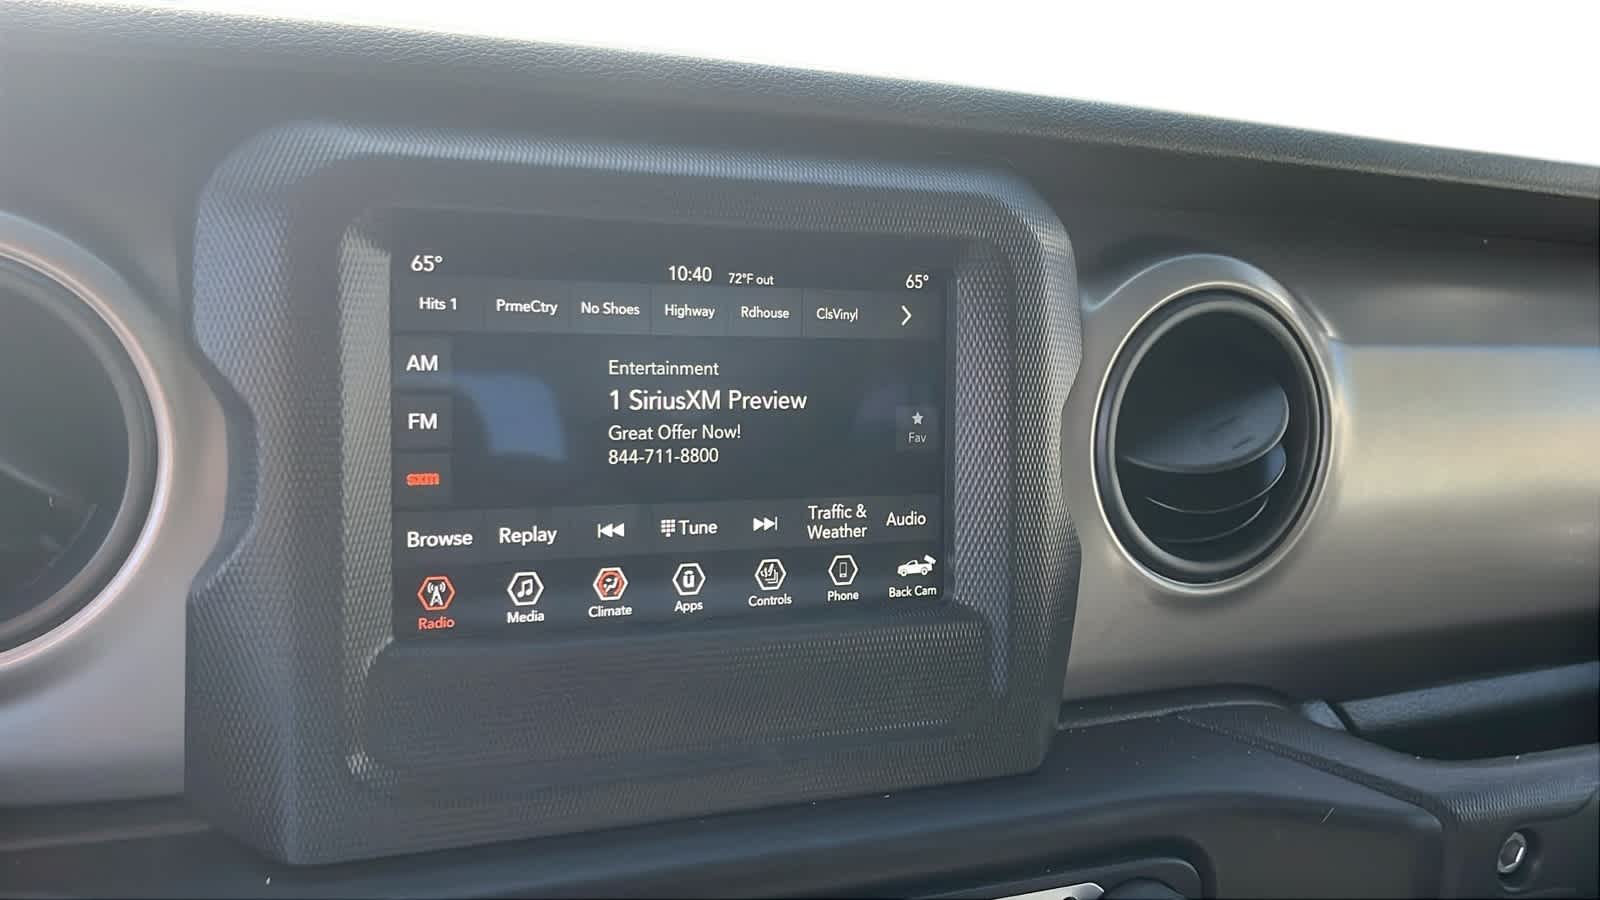 65°
10:40
72°F out
65°
Hits 1
PrmeCtry
No Shoes
Highway
Rdhouse
ClsVinyl
AM
FM
sxm
Entertainment
1 SiriusXM Preview
Great Offer Now!
844-711-8800
Fav
Browse
Replay
Tune
Traffic &
Weather
Audio
Radio
Media
Climate
Apps
Controls
Phone
Back Cam